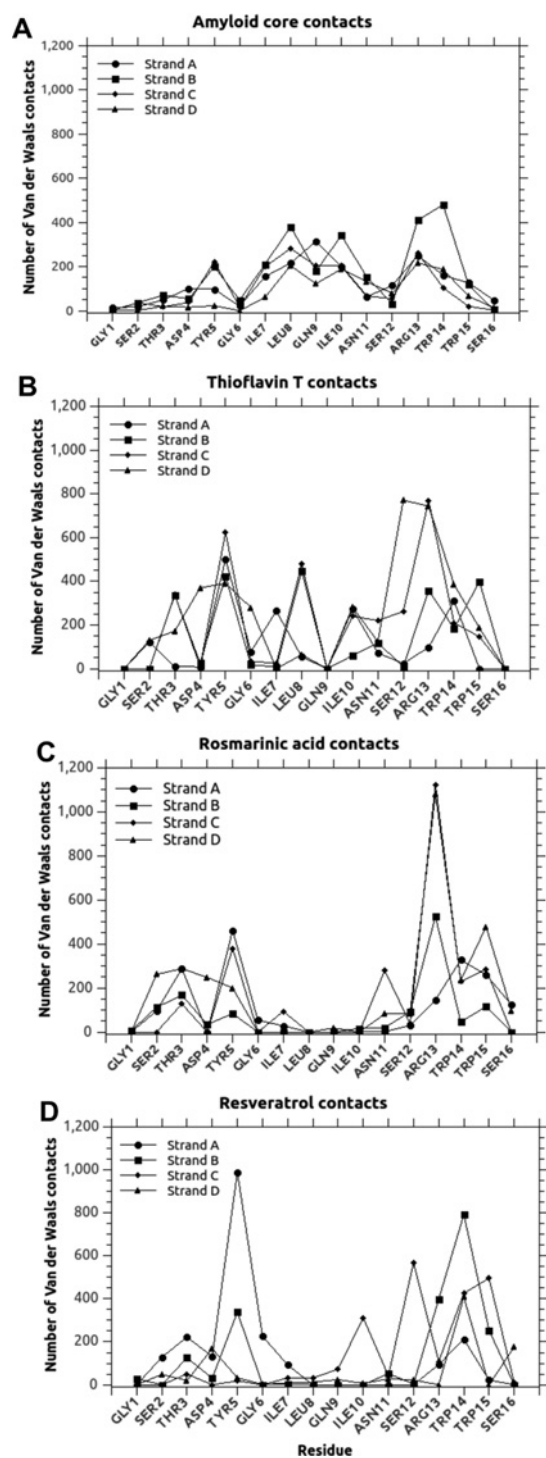 A
Amyloid core contacts
Number of Van der Waals contacts
1,200
1,000
800
600
400
200
0
Strand A
Strand B
Strand C
Strand D
GLY1 SER2 THR3 ASP4 TYR5 GLY6 ILE7 LEU8 GLN9 ILE10 ASN11 SER12 ARG13 TRP14 TRP15 SER16
B
Thioflavin T contacts
Number of Van der Waals contacts
1,200
1,000
800
600
400
200
0
Strand A
Strand B
Strand C
Strand D
GLY1 SER2 THR3 ASP4 TYR5 GLY6 ILE7 LEU8 GLN9 ILE10 ASN11 SER12 ARG13 TRP14 TRP15 SER16
C
Rosmarinic acid contacts
Number of Van der Waals contacts
1,200
1,000
800
600
400
200
0
Strand A
Strand B
Strand C
Strand D
GLY1 SER2 THR3 ASP4 TYR5 GLY6 ILE7 LEU8 GLN9 ILE10 ASN11 SER12 ARG13 TRP14 TRP15 SER16
D
Resveratrol contacts
Number of Van der Waals contacts
1,200
1,000
800
600
400
200
0
Strand A
Strand B
Strand C
Strand D
GLY1 SER2 THR3 ASP4 TYR5 GLY6 ILE7 LEU8 GLN9 ILE10 ASN11 SER12 ARG13 TRP14 TRP15 SER16
Residue